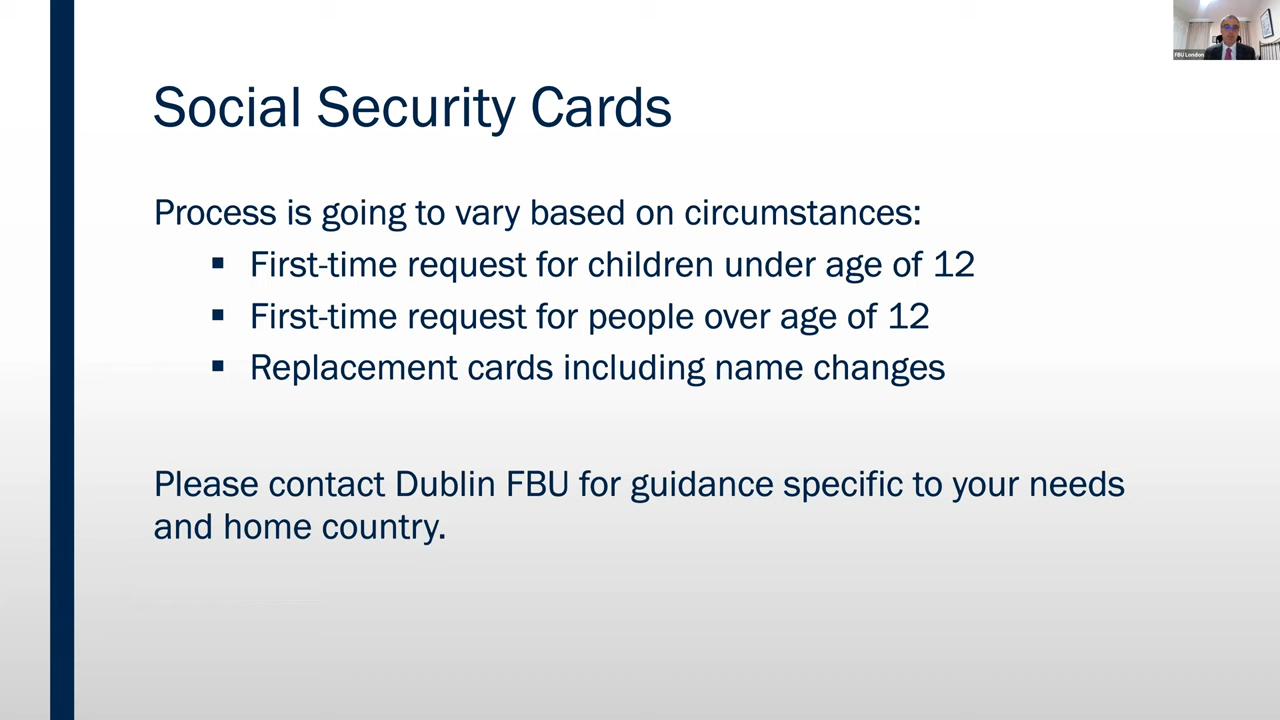 FBU London
Social Security Cards
Process is going to vary based on circumstances:
▪ First-time request for children under age of 12
▪ First-time request for people over age of 12
▪ Replacement cards including name changes
Please contact Dublin FBU for guidance specific to your needs
and home country.